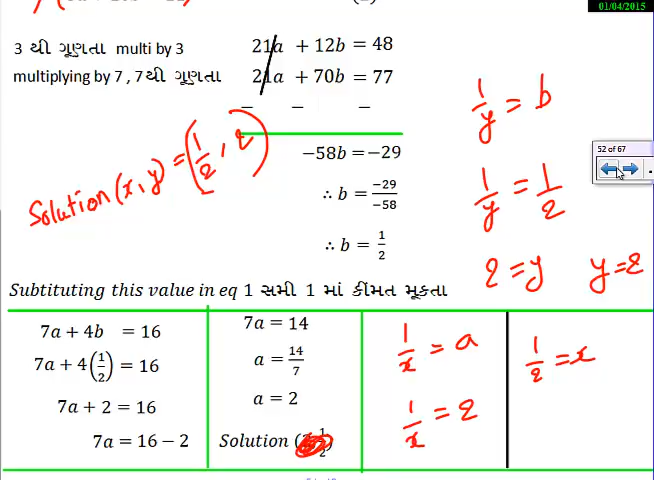 01/04/2015
3 થી ગૂણતા multi by 3
21a + 12b = 48
multiplying by 7 , 7થી ગૂણતા
21a + 70b = 77
− − −
1/y = b
52 of 67
−58b = −29
Solution (x, y) = (1/2, 2)
∴ b = −29/−58
1/y = 1/2
∴ b = 1/2
2 = y y = 2
Subtituting this value in eq 1 સમી 1 માં કીંમત મૂકતા
7a + 4b = 16
7a + 4(1/2) = 16
7a + 2 = 16
7a = 16 − 2
7a = 14
a = 14/7
a = 2
Solution
1/x = a
1/x = 2
1/2 = x